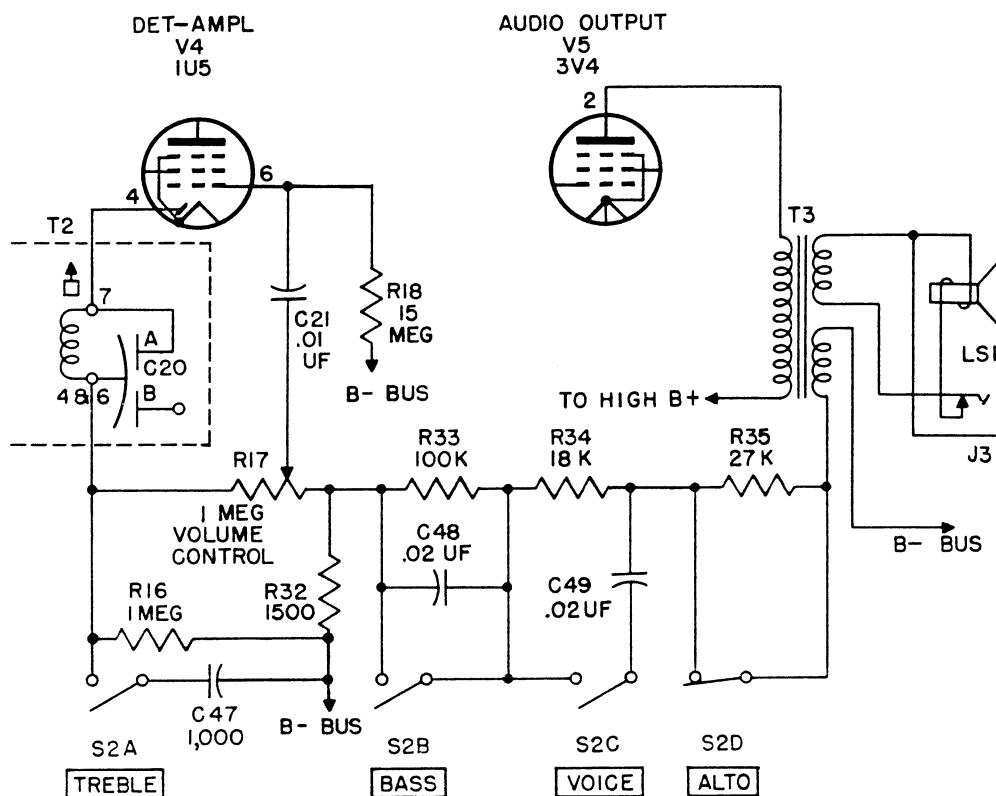 DET-AMPL
V4
1U5
AUDIO OUTPUT
V5
3V4
2
6
4
T2
T3
7
A
C20
B
48.6
C21
.01
UF
R18
15
MEG
B- BUS
TO HIGH B+
LS1
J3
R17
1 MEG
VOLUME
CONTROL
R33
100K
R34
18K
R35
27K
C48
.02 UF
B- BUS
R16
1MEG
R32
1500
C49
.02UF
C47
1,000
B- BUS
S2A
S2B
S2C
S2D
TREBLE
BASS
VOICE
ALTO